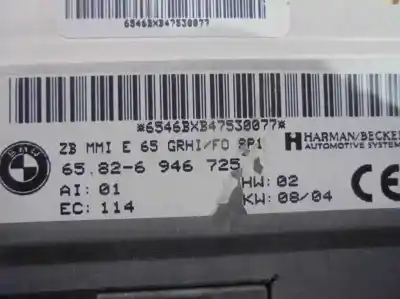 6546BXB47530077
*6546BXB47530077*
ZB MMI E 65 GRHI/FO PP1
HARMAN/BECKER
AUTOMOTIVE SYSTEMS
BMW
65.82-6 946 725
AI: 01
HW: 02
EC: 114
KW: 08/04
CE